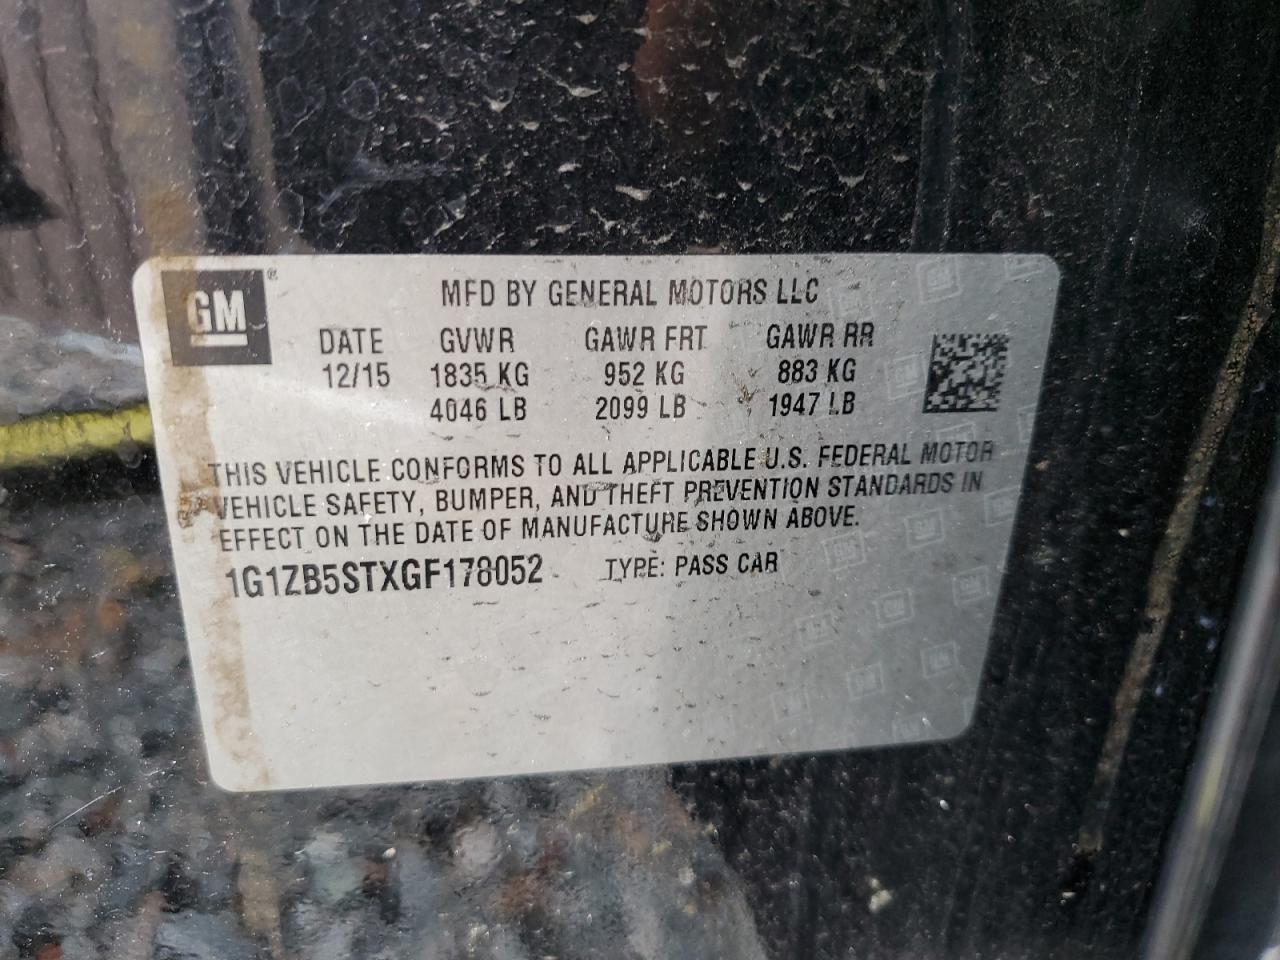 GM®
MFD BY GENERAL MOTORS LLC
DATE GVWR GAWR FRT GAWR RR
12/15 1835 KG 952 KG 883 KG
4046 LB 2099 LB 1947 LB
THIS VEHICLE CONFORMS TO ALL APPLICABLE U.S. FEDERAL MOTOR
VEHICLE SAFETY, BUMPER, AND THEFT PREVENTION STANDARDS IN
EFFECT ON THE DATE OF MANUFACTURE SHOWN ABOVE.
1G1ZB5STXGF178052 TYPE: PASS CAR